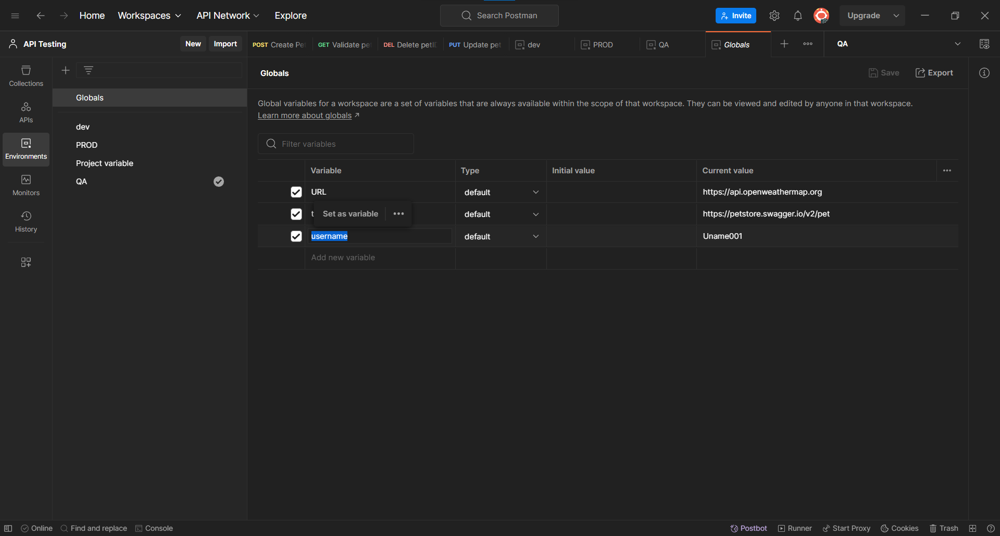 Home Workspaces API Network Explore Search Postman Invite Upgrade
API Testing New Import POST Create Pe GET Validate pe DEL Delete petI PUT Update pet dev PROD QA Globals QA
Globals Save Export
Collections
APIs
Environments
Monitors
History
Globals
dev
PROD
Project variable
QA
Global variables for a workspace are a set of variables that are always available within the scope of that workspace. They can be viewed and edited by anyone in that workspace.
Learn more about globals ↗
Filter variables
Variable Type Initial value Current value
URL default https://api.openweathermap.org
t Set as variable default https://petstore.swagger.io/v2/pet
username default Uname001
Add new variable
Online Find and replace Console Postbot Runner Start Proxy Cookies Trash